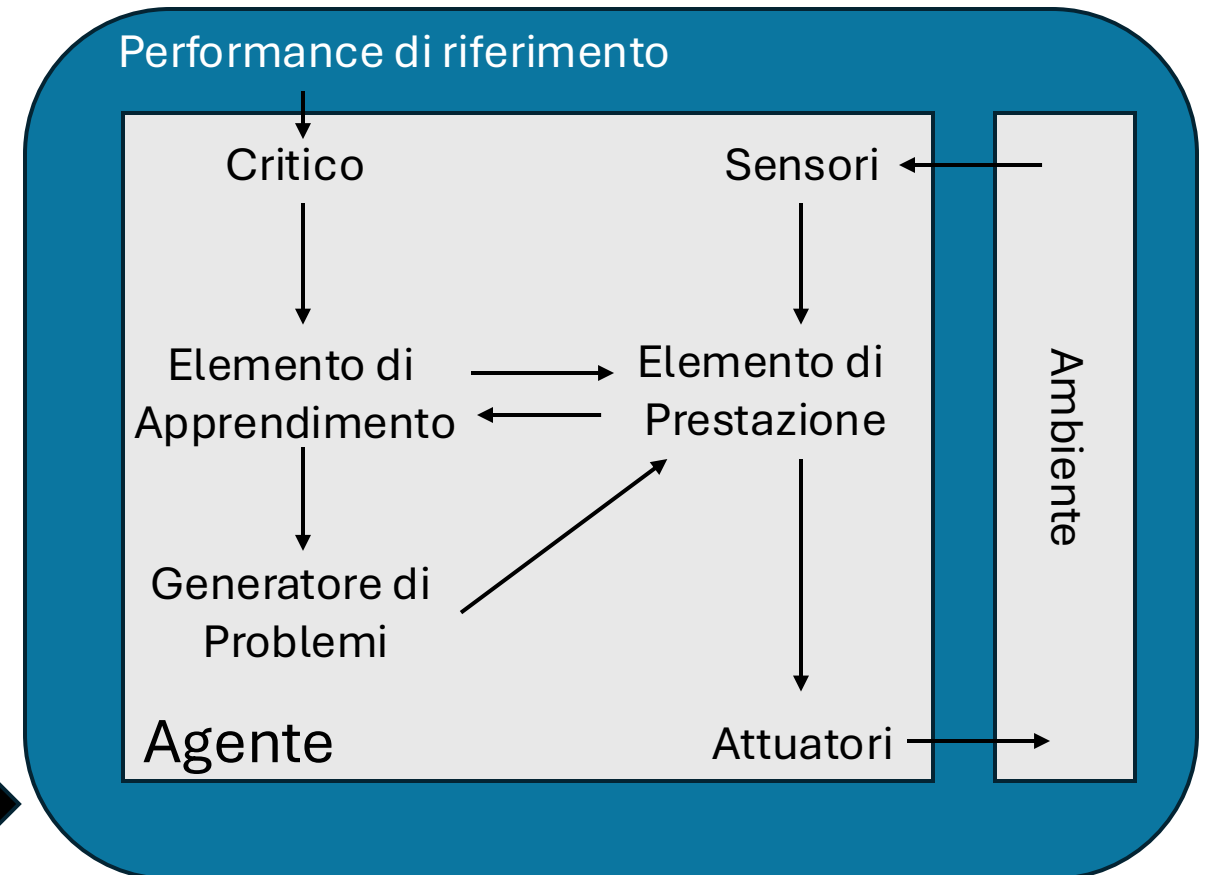 Performance di riferimento
Critico
Sensori
Elemento di
Apprendimento
Elemento di
Prestazione
Ambiente
Generatore di
Problemi
Agente
Attuatori